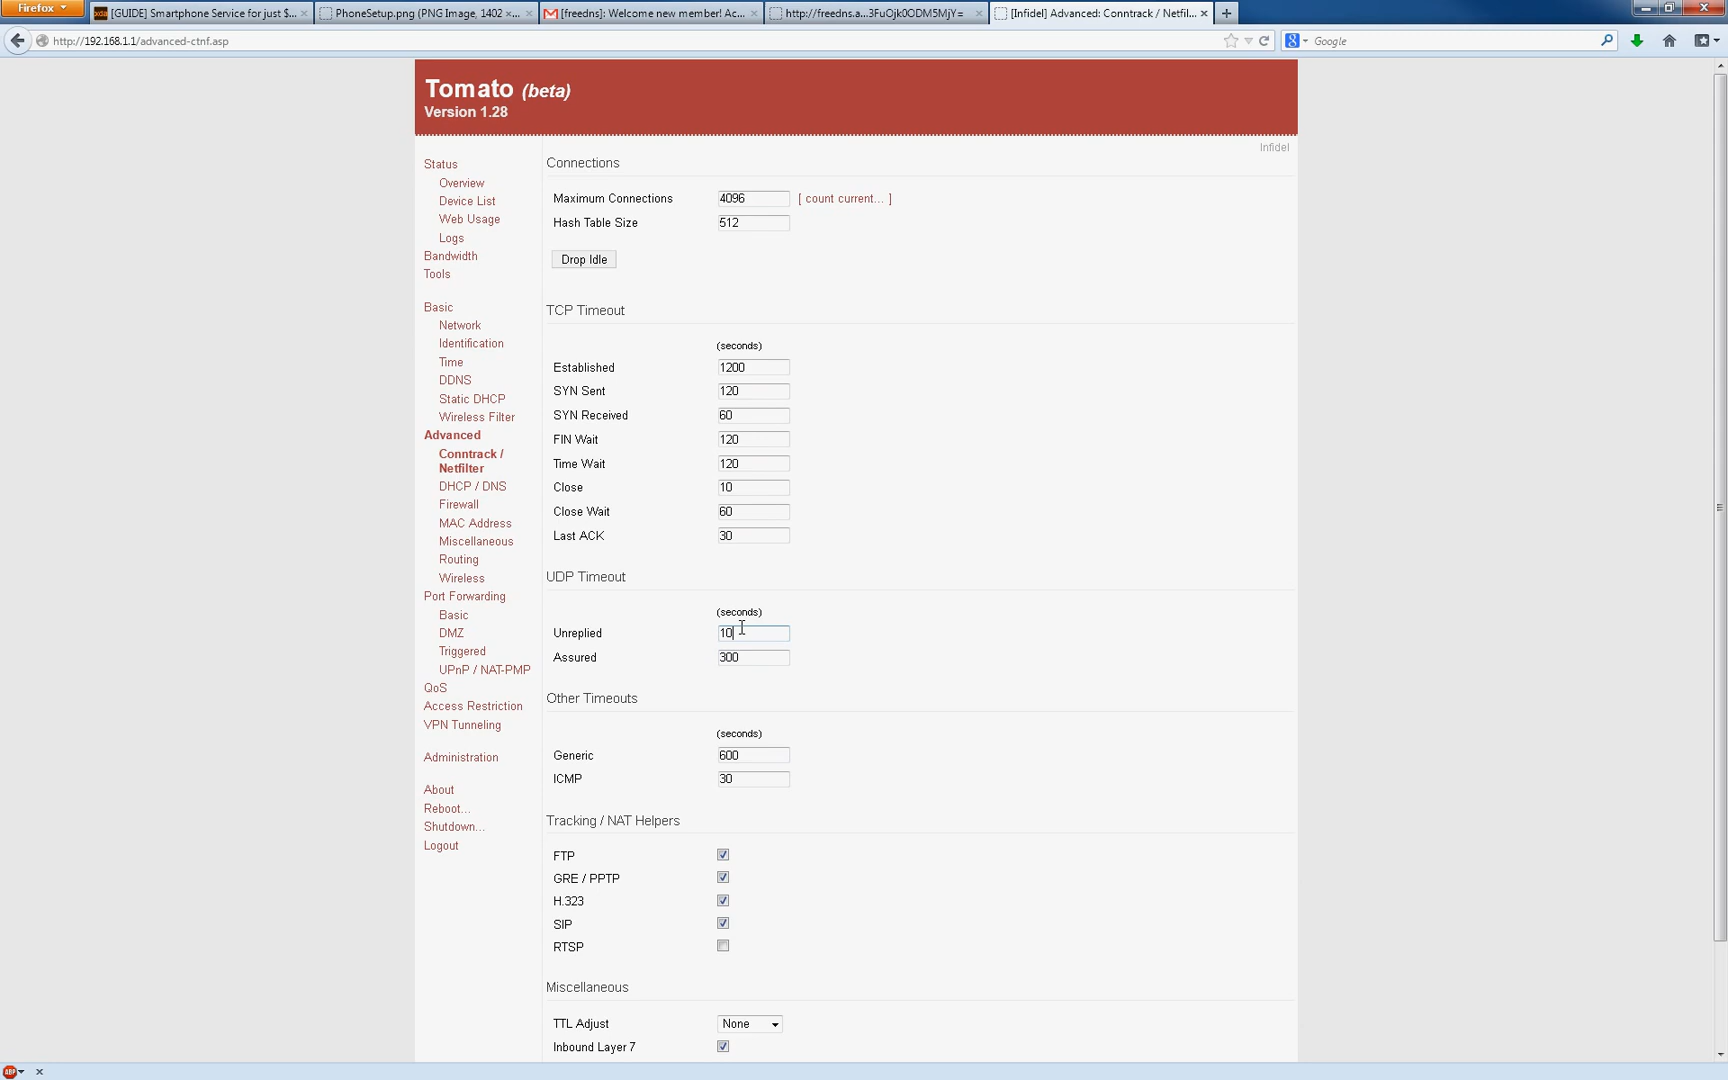 Firefox
[GUIDE] Smartphone Service for just $...
PhoneSetup.png (PNG Image, 1402 ×...
[freedns]: Welcome new member! Ac...
http://freedns.a...3FuOjk0ODM5MjY=
[Infidel] Advanced: Conntrack / Netfil...
http://192.168.1.1/advanced-ctnf.asp
Google
Tomato (beta)
Version 1.28
Infidel
Status
Overview
Device List
Web Usage
Logs
Bandwidth
Tools
Basic
Network
Identification
Time
DDNS
Static DHCP
Wireless Filter
Advanced
Conntrack /
Netfilter
DHCP / DNS
Firewall
MAC Address
Miscellaneous
Routing
Wireless
Port Forwarding
Basic
DMZ
Triggered
UPnP / NAT-PMP
QoS
Access Restriction
VPN Tunneling
Administration
About
Reboot...
Shutdown...
Logout
Connections
Maximum Connections 4096 [ count current... ]
Hash Table Size 512
Drop Idle
TCP Timeout
(seconds)
Established 1200
SYN Sent 120
SYN Received 60
FIN Wait 120
Time Wait 120
Close 10
Close Wait 60
Last ACK 30
UDP Timeout
(seconds)
Unreplied 10
Assured 300
Other Timeouts
(seconds)
Generic 600
ICMP 30
Tracking / NAT Helpers
FTP
GRE / PPTP
H.323
SIP
RTSP
Miscellaneous
TTL Adjust None
Inbound Layer 7
ABP